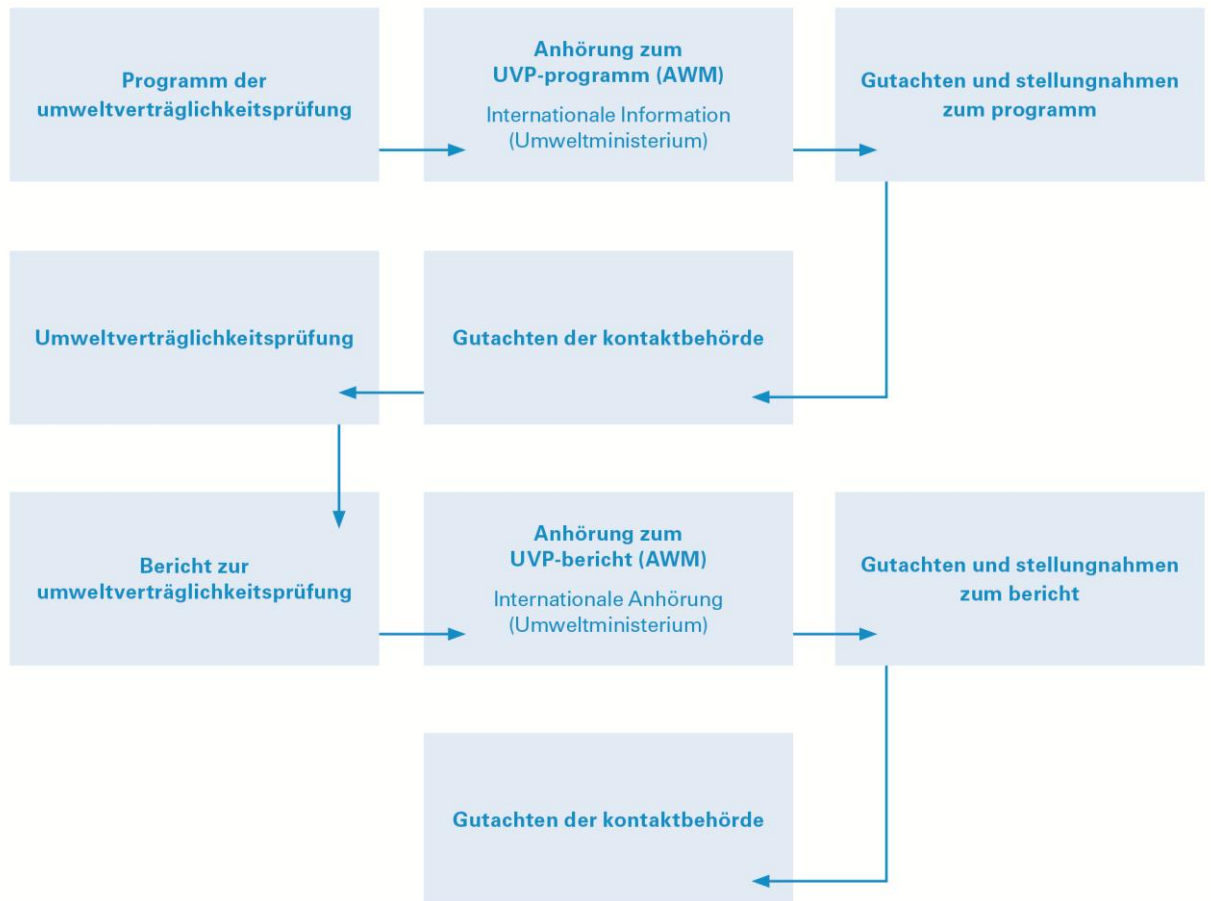 Programm der
umweltverträglichkeitsprüfung
Anhörung zum
UVP-programm (AWM)
Internationale Information
(Umweltministerium)
Gutachten und stellungnahmen
zum programm
Umweltverträglichkeitsprüfung
Gutachten der kontaktbehörde
Bericht zur
umweltverträglichkeitsprüfung
Anhörung zum
UVP-bericht (AWM)
Internationale Anhörung
(Umweltministerium)
Gutachten und stellungnahmen
zum bericht
Gutachten der kontaktbehörde